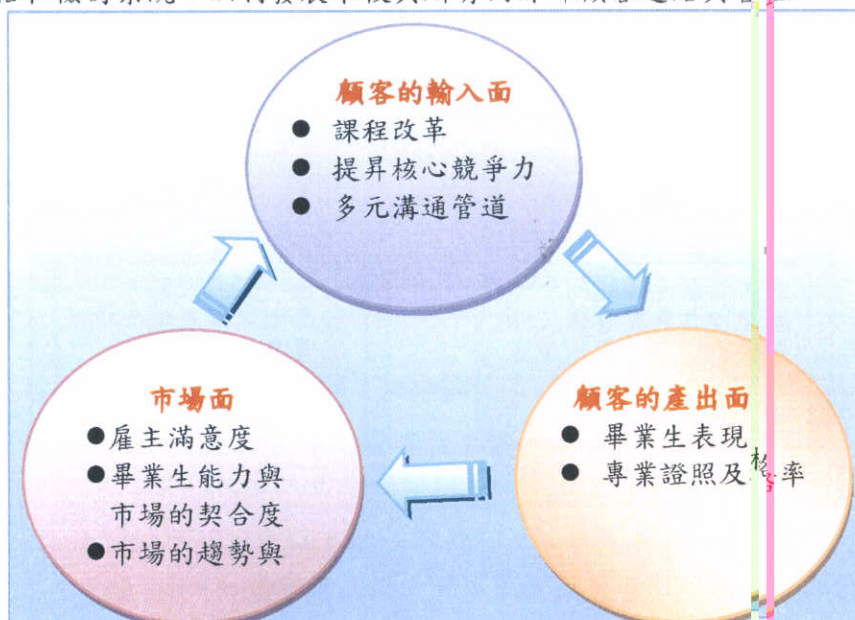 顧客的輸入面
● 課程改革
● 提昇核心競爭力
● 多元溝通管道
市場面
●雇主滿意度
●畢業生能力與
市場的契合度
●市場的趨勢與
顧客的產出面
● 畢業生表現
● 專業證照及格率